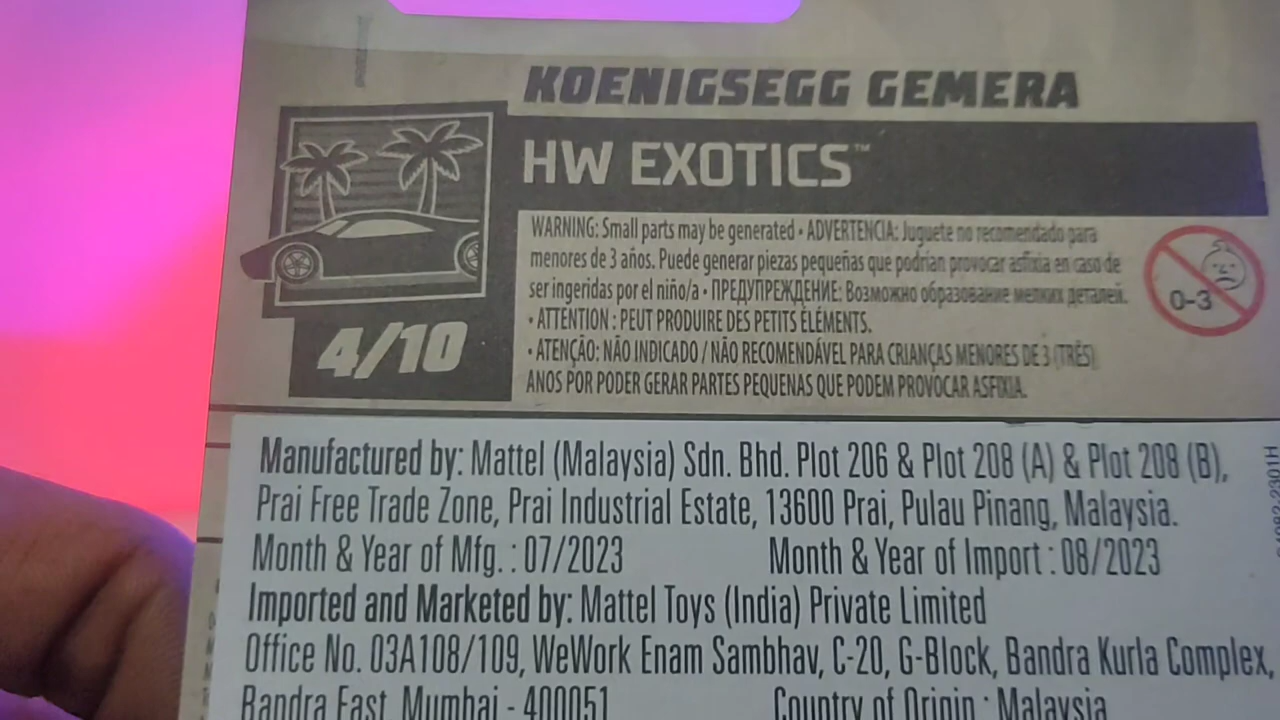 KOENIGSEGG GEMERA
HW EXOTICS™
4/10
WARNING: Small parts may be generated • ADVERTENCIA: Juguete no recomendado para
menores de 3 años. Puede generar piezas pequeñas que podrían provocar asfixia en caso de
ser ingeridas por el niño/a • ПРЕДУПРЕЖДЕНИЕ: Возможно образование мелких деталей.
• ATTENTION : PEUT PRODUIRE DES PETITS ÉLÉMENTS.
• ATENÇÃO: NÃO INDICADO / NÃO RECOMENDÁVEL PARA CRIANÇAS MENORES DE 3 (TRÊS)
ANOS POR PODER GERAR PARTES PEQUENAS QUE PODEM PROVOCAR ASFIXIA.
0-3
Manufactured by: Mattel (Malaysia) Sdn. Bhd. Plot 206 & Plot 208 (A) & Plot 208 (B),
Prai Free Trade Zone, Prai Industrial Estate, 13600 Prai, Pulau Pinang, Malaysia.
Month & Year of Mfg. : 07/2023 Month & Year of Import : 08/2023
Imported and Marketed by: Mattel Toys (India) Private Limited
Office No. 03A108/109, WeWork Enam Sambhav, C-20, G-Block, Bandra Kurla Complex,
Bandra East, Mumbai - 400051 Country of Origin : Malaysia